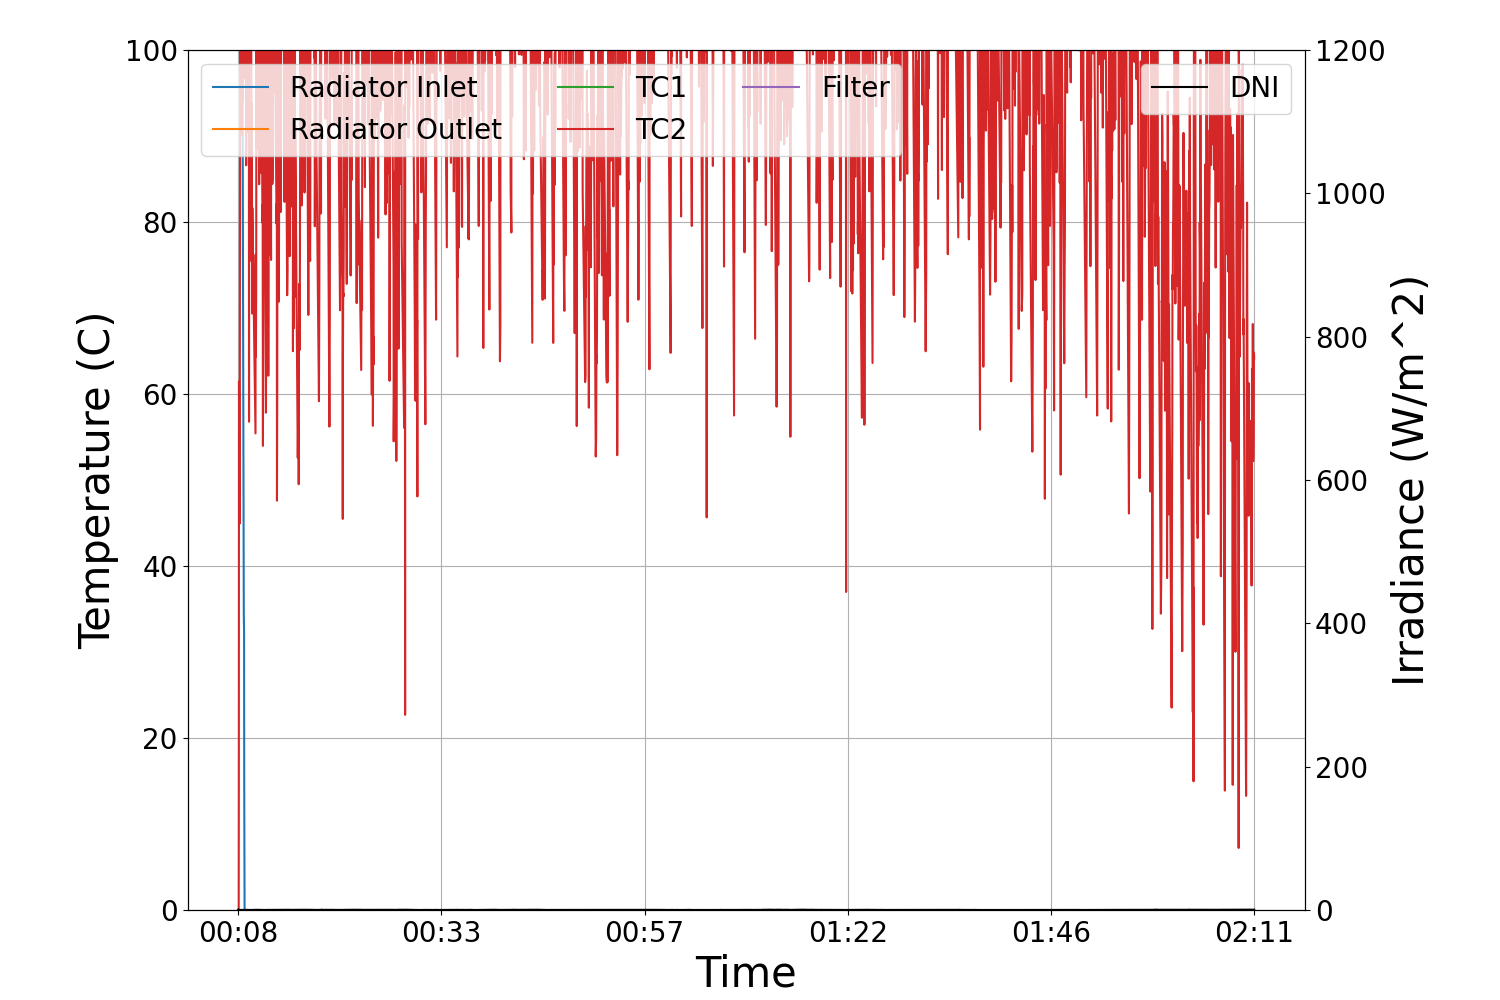 100
80
60
40
20
0
Temperature (C)
Radiator Inlet
Radiator Outlet
TC1
TC2
Filter
DNI
1200
1000
800
600
400
200
0
Irradiance (W/m^2)
00:08 00:33 00:57 01:22 01:46 02:11
Time